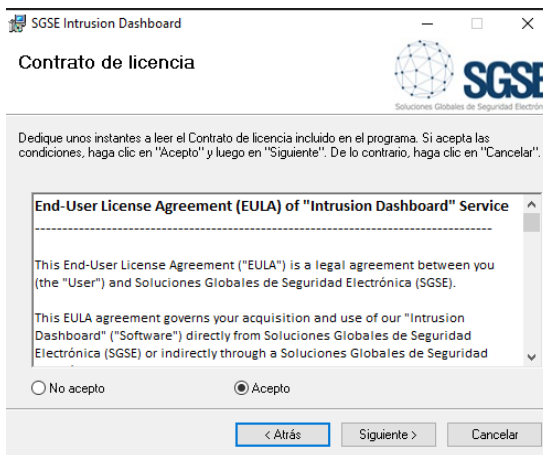 SGSE Intrusion Dashboard
Contrato de licencia
SGSE
Soluciones Globales de Seguridad Electrón
Dedique unos instantes a leer el Contrato de licencia incluido en el programa. Si acepta las
condiciones, haga clic en "Acepto" y luego en "Siguiente". De lo contrario, haga clic en "Cancelar".
End-User License Agreement (EULA) of "Intrusion Dashboard" Service
--------------------------------------------------------------------------------------------
This End-User License Agreement ("EULA") is a legal agreement between you
(the "User") and Soluciones Globales de Seguridad Electrónica (SGSE).
This EULA agreement governs your acquisition and use of our "Intrusion
Dashboard" ("Software") directly from Soluciones Globales de Seguridad
Electrónica (SGSE) or indirectly through a Soluciones Globales de Seguridad
No acepto
Acepto
< Atrás
Siguiente >
Cancelar